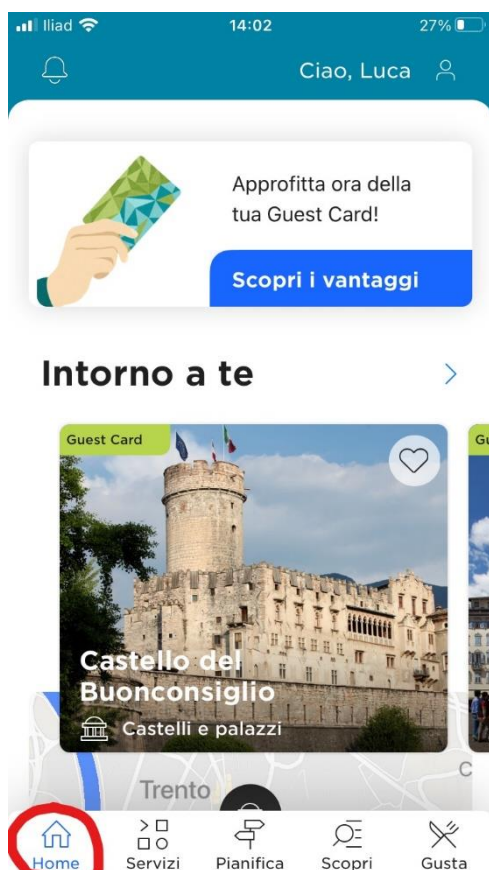 Iliad 14:02 27%
Ciao, Luca
Approfitta ora della
tua Guest Card!
Scopri i vantaggi
Intorno a te
Guest Card
Castello del
Buonconsiglio
Castelli e palazzi
Trento
Home Servizi Pianifica Scopri Gusta